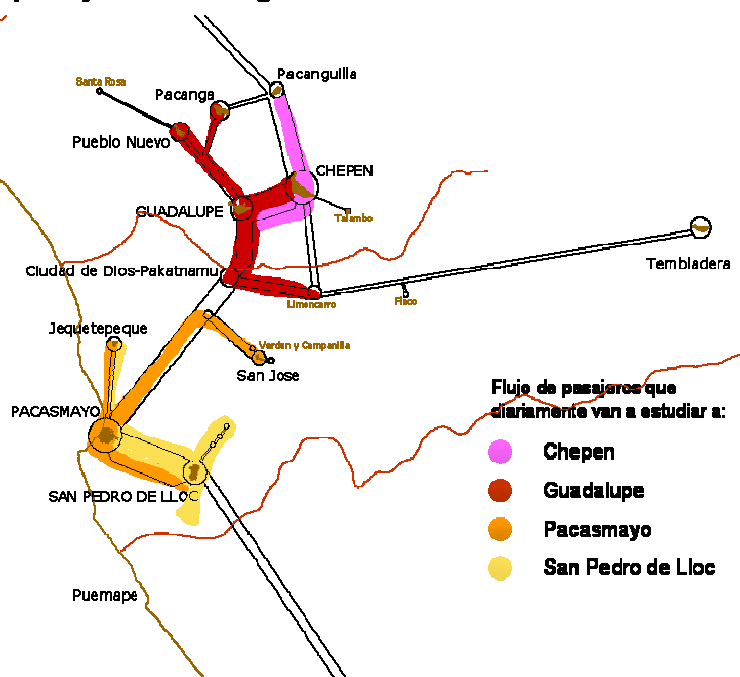 Pacanguilla
Santa Rosa
Pacanga
Pueblo Nuevo
CHEPEN
GUADALUPE
Talambo
Tembladera
Ciudad de Dios-Pakatnamu
Limoncarro
Fisco
Jequetepeque
Verdun y Campanilla
San Jose
PACASMAYO
SAN PEDRO DE LLOC
Puemape
Flujo de pasajeros que
diariamente van a estudiar a:
Chepen
Guadalupe
Pacasmayo
San Pedro de Lloc